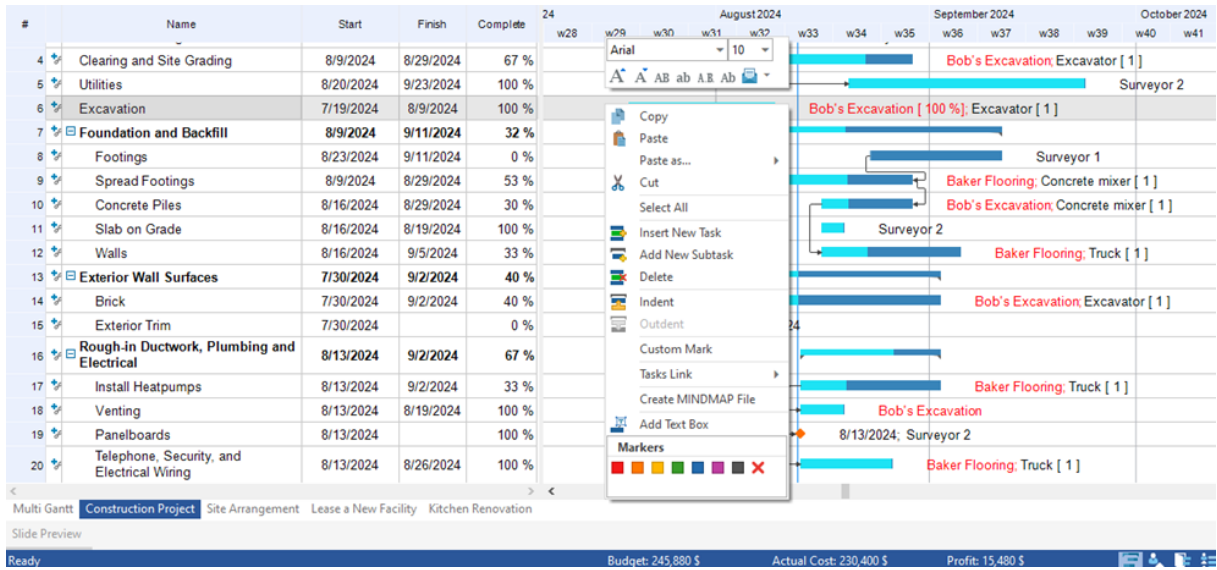 # Name Start Finish Complete 24 August 2024 September 2024 October 2024
w28 w29 w30 w31 w32 w33 w34 w35 w36 w37 w38 w39 w40 w41
Arial 10
A A AB ab A.B. Ab
4 Clearing and Site Grading 8/9/2024 8/29/2024 67 % Bob's Excavation; Excavator [ 1 ]
5 Utilities 8/20/2024 9/23/2024 100 % Surveyor 2
6 Excavation 7/19/2024 8/9/2024 100 % Bob's Excavation [ 100 %]; Excavator [ 1 ]
7 Foundation and Backfill 8/9/2024 9/11/2024 32 %
8 Footings 8/23/2024 9/11/2024 0 % Surveyor 1
9 Spread Footings 8/9/2024 8/29/2024 53 % Baker Flooring; Concrete mixer [ 1 ]
10 Concrete Piles 8/16/2024 8/29/2024 30 % Bob's Excavation; Concrete mixer [ 1 ]
11 Slab on Grade 8/16/2024 8/19/2024 100 % Surveyor 2
12 Walls 8/16/2024 9/5/2024 33 % Baker Flooring; Truck [ 1 ]
13 Exterior Wall Surfaces 7/30/2024 9/2/2024 40 %
14 Brick 7/30/2024 9/2/2024 40 % Bob's Excavation; Excavator [ 1 ]
15 Exterior Trim 7/30/2024 0 % 24
16 Rough-in Ductwork, Plumbing and
Electrical 8/13/2024 9/2/2024 67 %
17 Install Heatpumps 8/13/2024 9/2/2024 33 % Baker Flooring; Truck [ 1 ]
18 Venting 8/13/2024 8/19/2024 100 % Bob's Excavation
19 Panelboards 8/13/2024 100 % 8/13/2024; Surveyor 2
20 Telephone, Security, and
Electrical Wiring 8/13/2024 8/26/2024 100 % Baker Flooring; Truck [ 1 ]
Copy
Paste
Paste as...
Cut
Select All
Insert New Task
Add New Subtask
Delete
Indent
Outdent
Custom Mark
Tasks Link
Create MINDMAP File
Add Text Box
Markers
Multi Gantt Construction Project Site Arrangement Lease a New Facility Kitchen Renovation
Slide Preview
Ready Budget: 245,880 $ Actual Cost: 230,400 $ Profit: 15,480 $